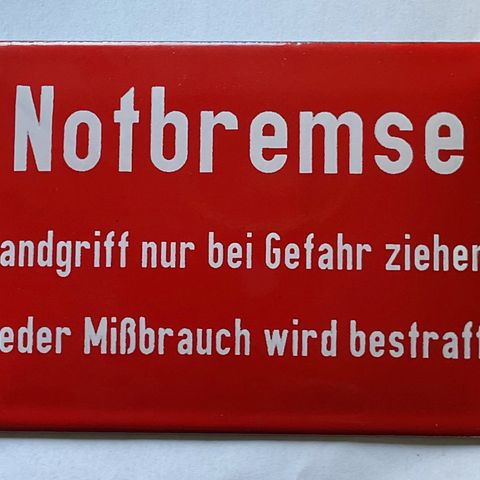 Notbremse
andgriff nur bei Gefahr ziehen
eder Mißbrauch wird bestraft